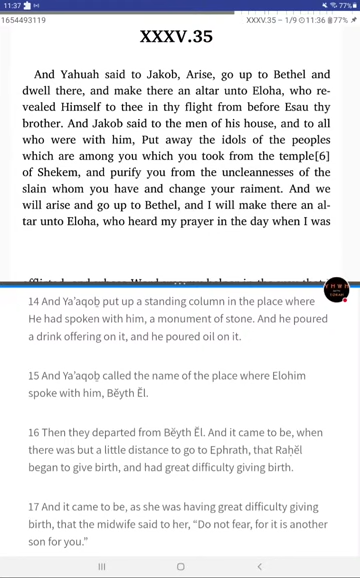 11:37
77%
1654493119
XXXV.35 – 1/9 11:36 77%
XXXV.35
And Yahuah said to Jakob, Arise, go up to Bethel and
dwell there, and make there an altar unto Eloha, who re-
vealed Himself to thee in thy flight from before Esau thy
brother. And Jakob said to the men of his house, and to all
who were with him, Put away the idols of the peoples
which are among you which you took from the temple[6]
of Shekem, and purify you from the uncleannesses of the
slain whom you have and change your raiment. And we
will arise and go up to Bethel, and I will make there an al-
tar unto Eloha, who heard my prayer in the day when I was
14 And Ya’aqoḇ put up a standing column in the place where
He had spoken with him, a monument of stone. And he poured
a drink offering on it, and he poured oil on it.
15 And Ya’aqoḇ called the name of the place where Elohim
spoke with him, Bĕyth Ĕl.
16 Then they departed from Bĕyth Ĕl. And it came to be, when
there was but a little distance to go to Ephrath, that Raḥĕl
began to give birth, and had great difficulty giving birth.
17 And it came to be, as she was having great difficulty giving
birth, that the midwife said to her, “Do not fear, for it is another
son for you.”